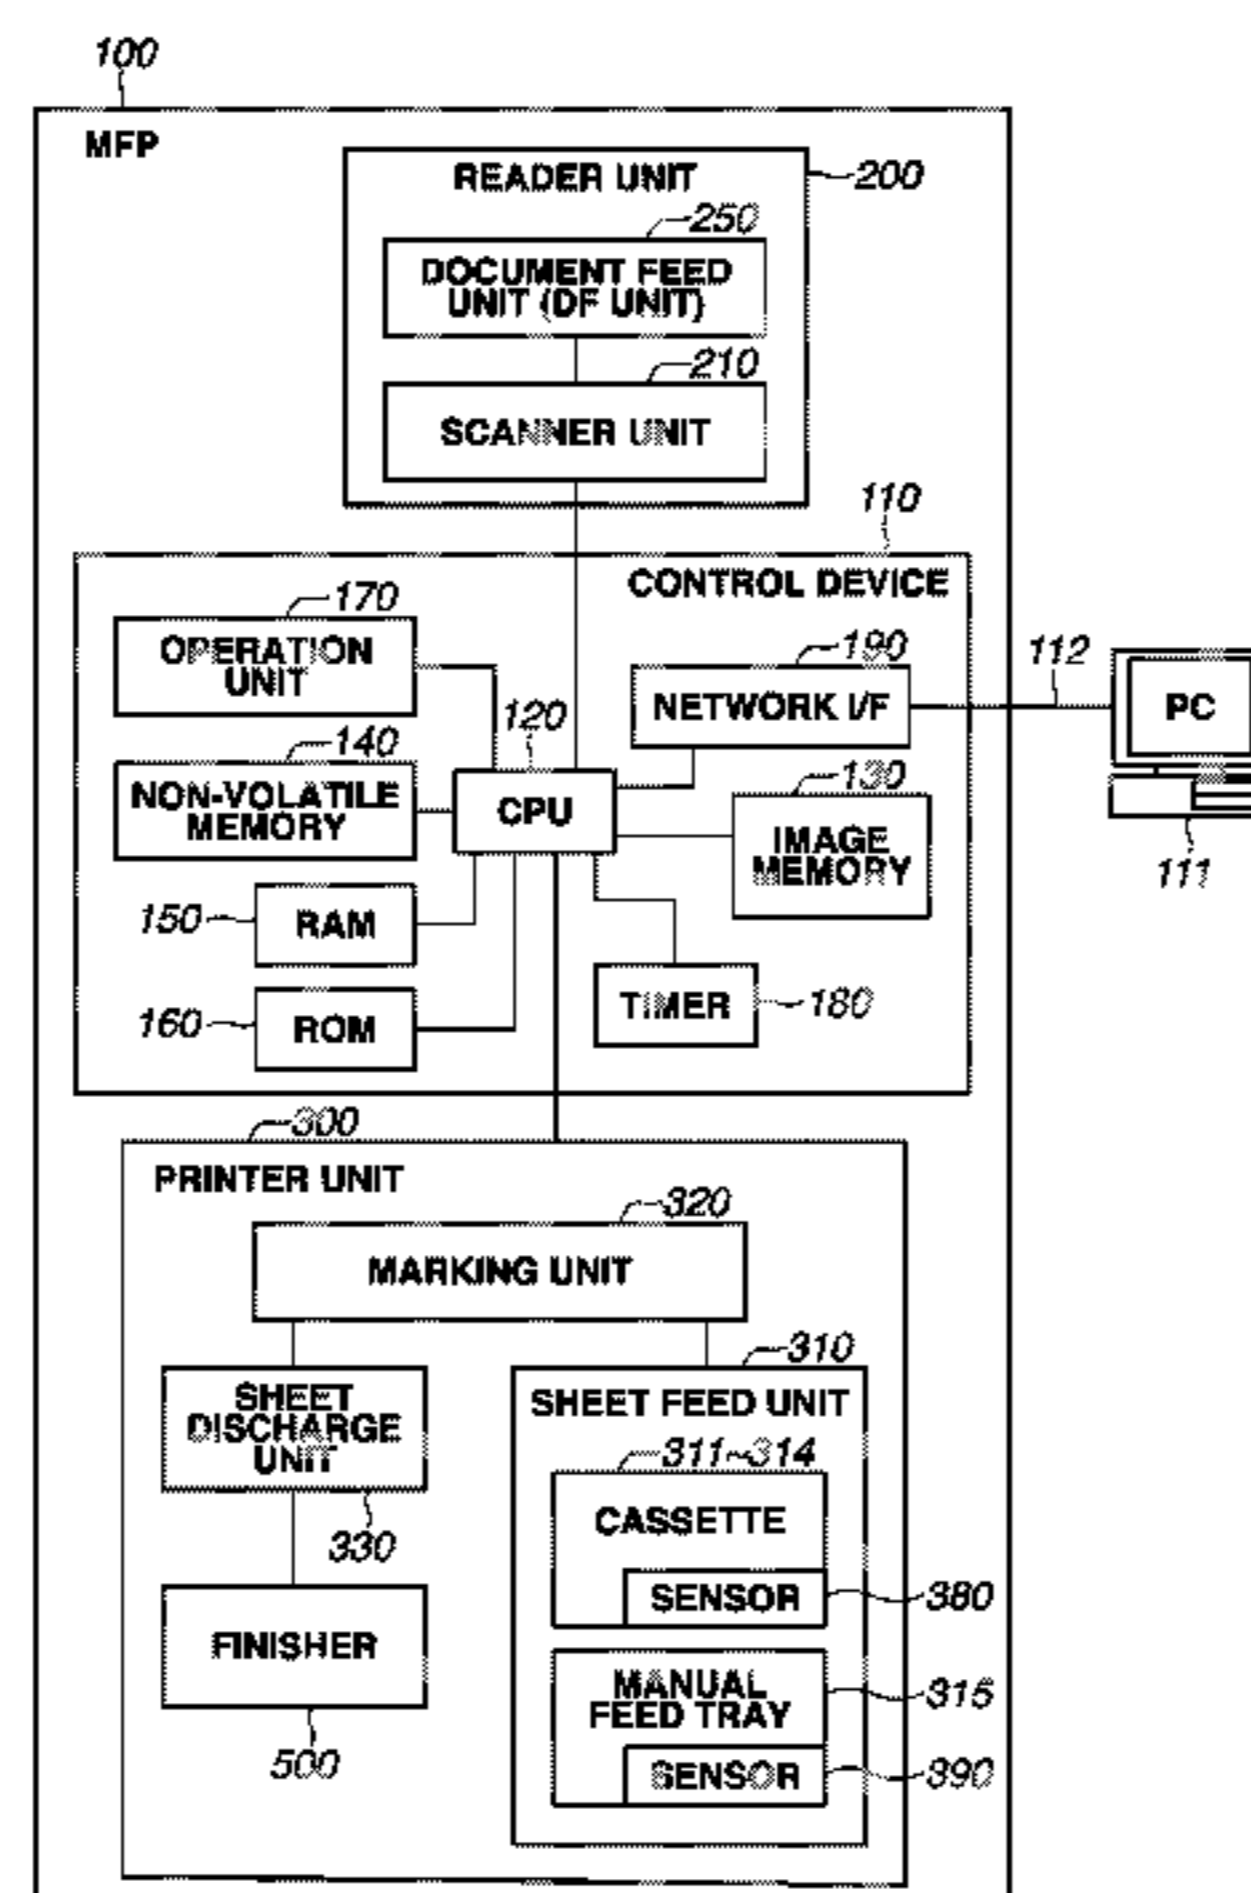 100
MFP
READER UNIT
200
250
DOCUMENT FEED
UNIT (DF UNIT)
210
SCANNER UNIT
110
CONTROL DEVICE
170
OPERATION
UNIT
190
NETWORK I/F
112
PC
111
120
CPU
140
NON-VOLATILE
MEMORY
130
IMAGE
MEMORY
150
RAM
180
TIMER
160
ROM
300
PRINTER UNIT
320
MARKING UNIT
310
SHEET FEED UNIT
SHEET
DISCHARGE
UNIT
330
311~314
CASSETTE
SENSOR
380
FINISHER
500
MANUAL
FEED TRAY
315
SENSOR
390